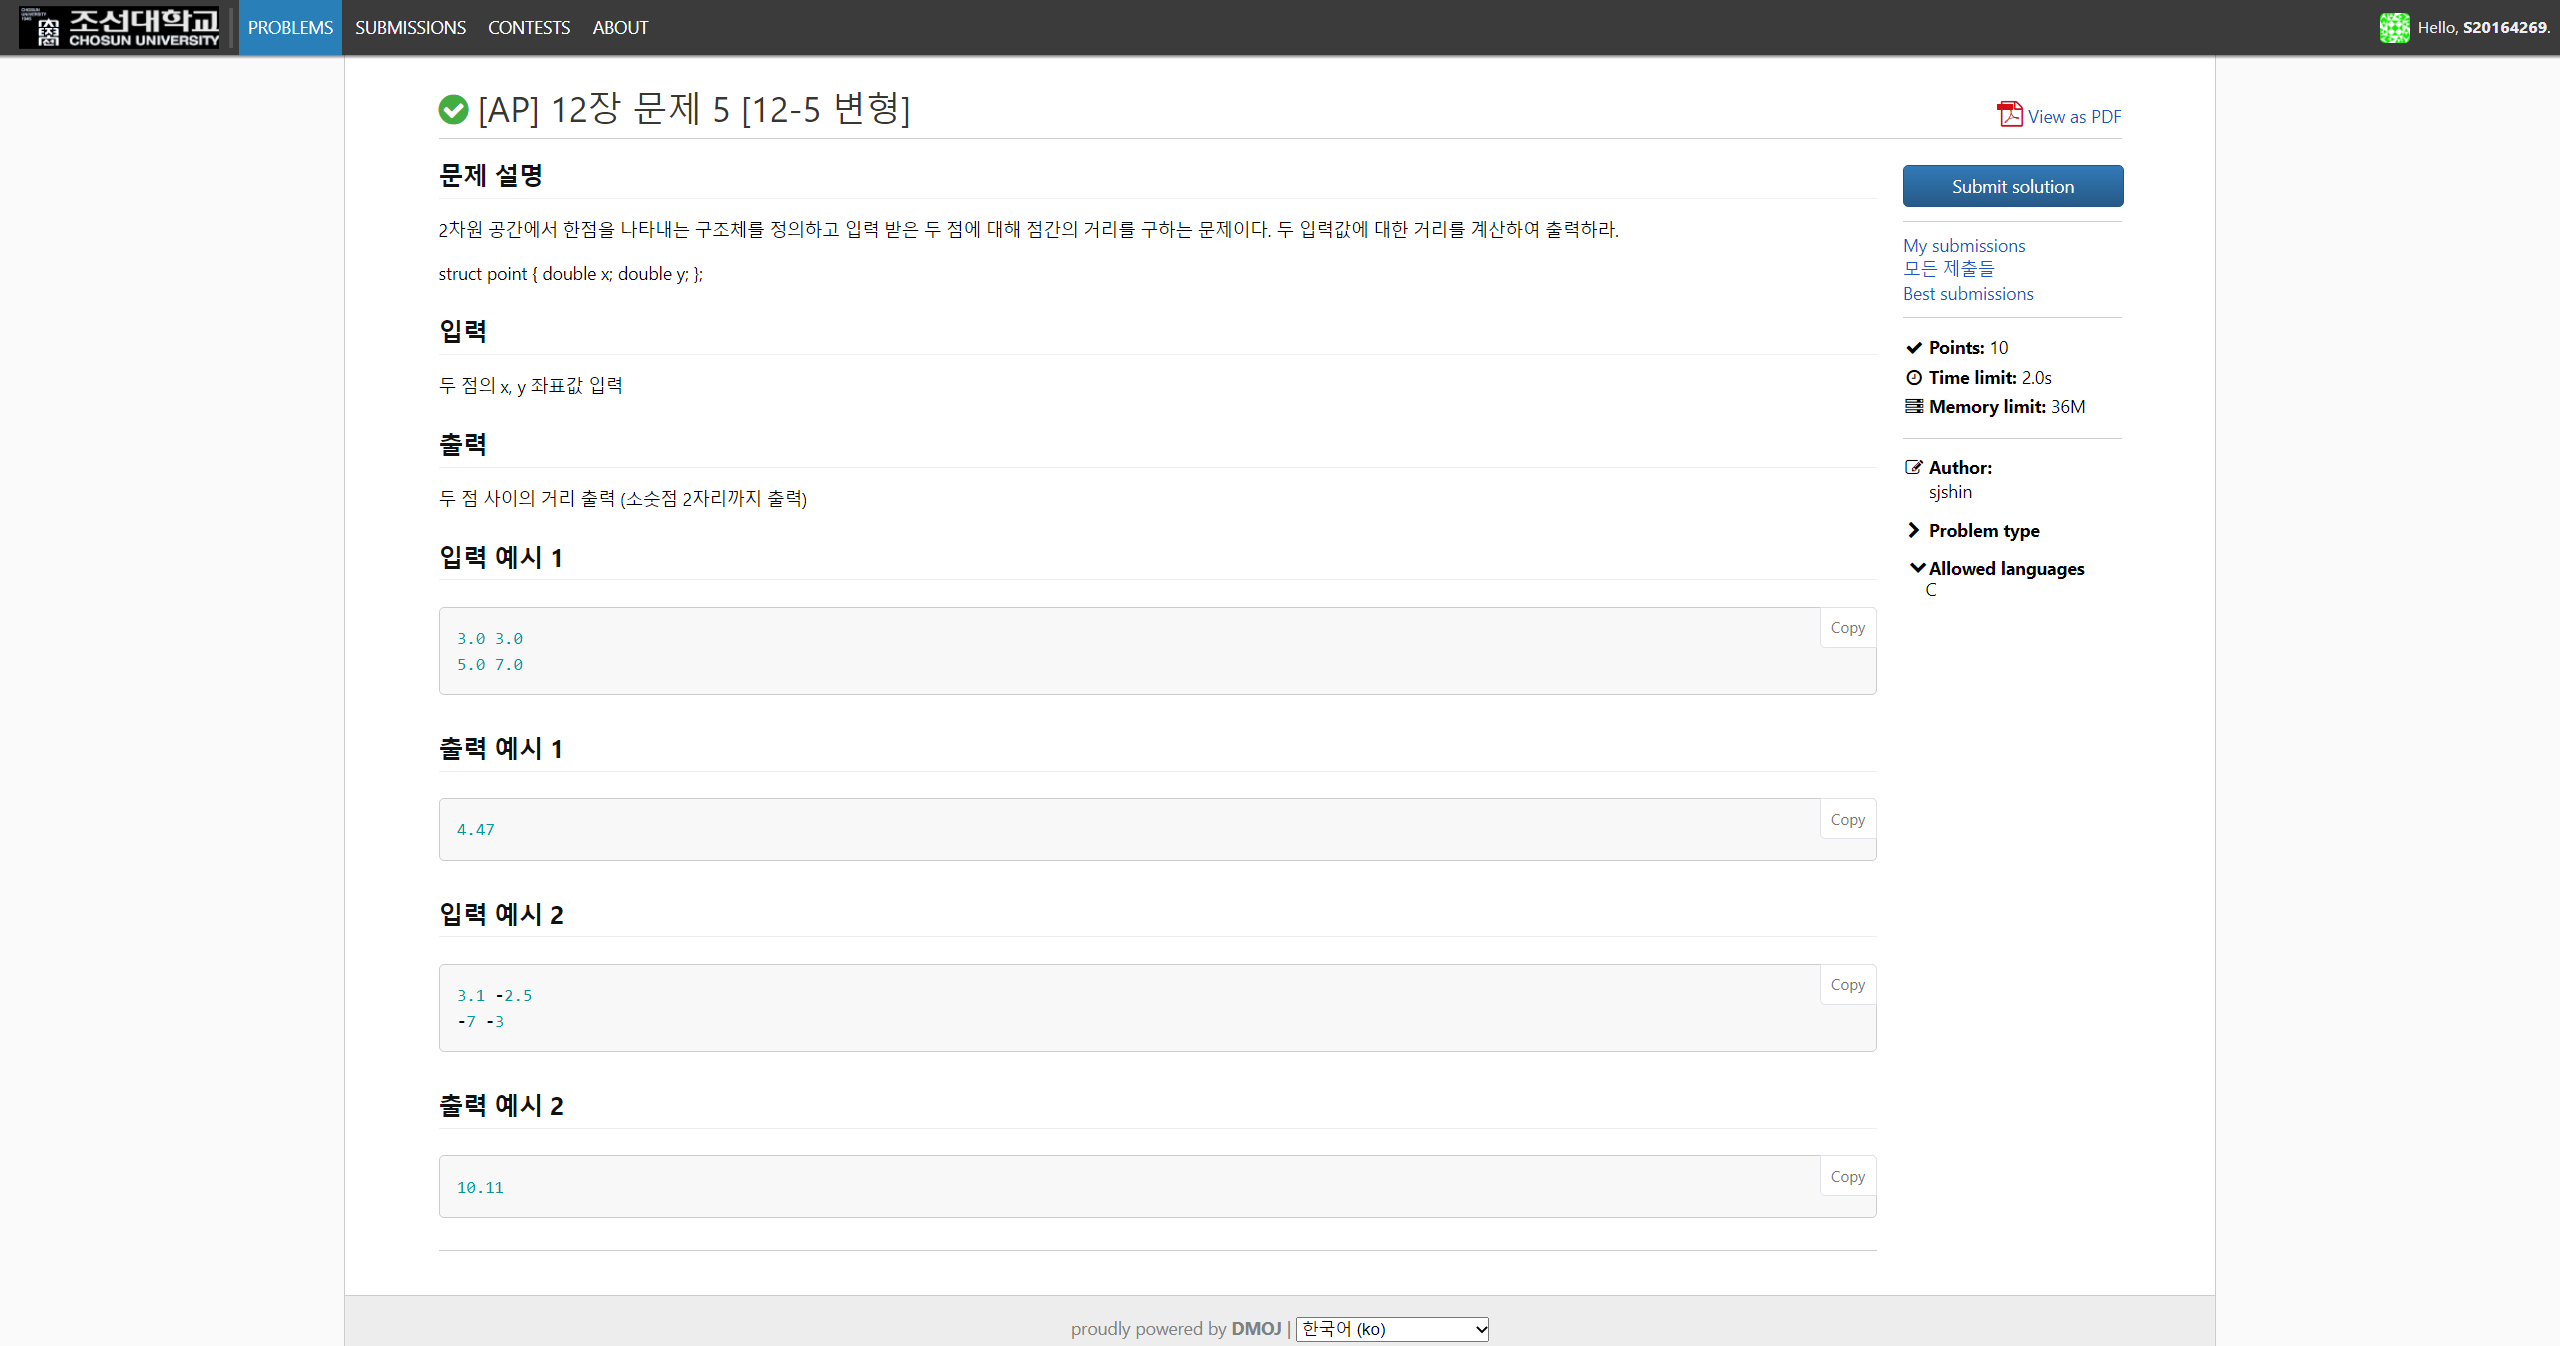 조선대학교
CHOSUN UNIVERSITY
PROBLEMS SUBMISSIONS CONTESTS ABOUT
Hello, S20164269.
[AP] 12장 문제 5 [12-5 변형]
View as PDF
문제 설명
2차원 공간에서 한점을 나타내는 구조체를 정의하고 입력 받은 두 점에 대해 점간의 거리를 구하는 문제이다. 두 입력값에 대한 거리를 계산하여 출력하라.
struct point { double x; double y; };
입력
두 점의 x, y 좌표값 입력
출력
두 점 사이의 거리 출력 (소숫점 2자리까지 출력)
입력 예시 1
Copy
3.0 3.0
5.0 7.0
출력 예시 1
Copy
4.47
입력 예시 2
Copy
3.1 -2.5
-7 -3
출력 예시 2
Copy
10.11
Submit solution
My submissions
모든 제출들
Best submissions
Points: 10
Time limit: 2.0s
Memory limit: 36M
Author:
sjshin
Problem type
Allowed languages
C
proudly powered by DMOJ | 한국어 (ko)